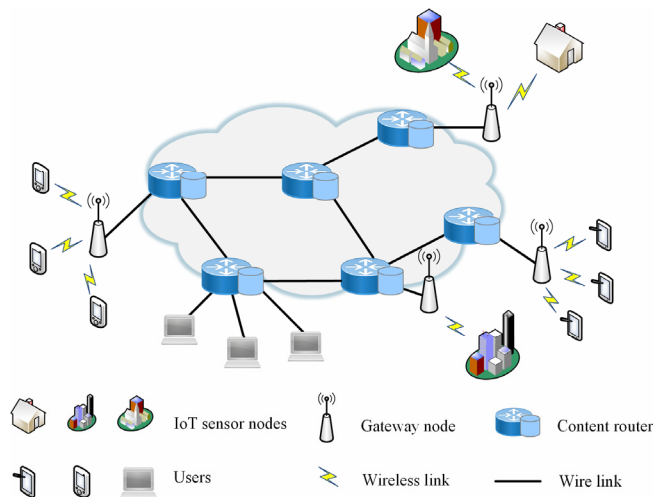 IoT sensor nodes
Gateway node
Content router
Users
Wireless link
Wire link